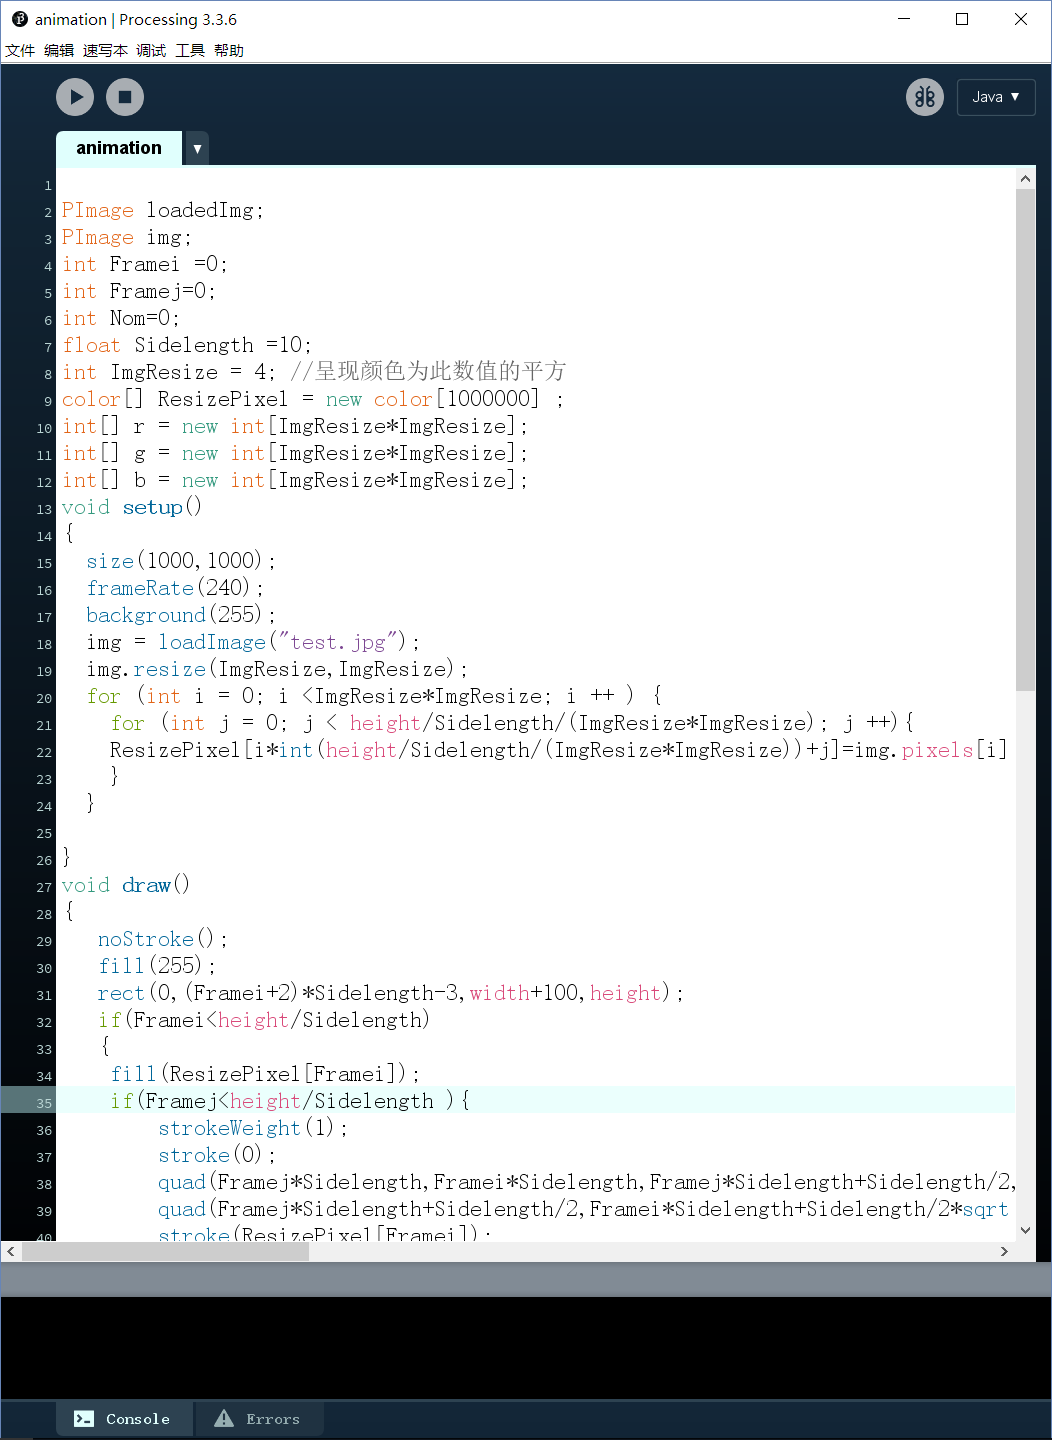 animation | Processing 3.3.6
文件 编辑 速写本 调试 工具 帮助
Java ▼
animation ▼
1
2 PImage loadedImg;
3 PImage img;
4 int Framei =0;
5 int Framej=0;
6 int Nom=0;
7 float Sidelength =10;
8 int ImgResize = 4; //呈现颜色为此数值的平方
9 color[] ResizePixel = new color[1000000] ;
10 int[] r = new int[ImgResize*ImgResize];
11 int[] g = new int[ImgResize*ImgResize];
12 int[] b = new int[ImgResize*ImgResize];
13 void setup()
14 {
15   size(1000,1000);
16   frameRate(240);
17   background(255);
18   img = loadImage("test.jpg");
19   img.resize(ImgResize,ImgResize);
20   for (int i = 0; i <ImgResize*ImgResize; i ++ ) {
21     for (int j = 0; j < height/Sidelength/(ImgResize*ImgResize); j ++){
22     ResizePixel[i*int(height/Sidelength/(ImgResize*ImgResize))+j]=img.pixels[i]
23     }
24   }
25
26 }
27 void draw()
28 {
29    noStroke();
30    fill(255);
31    rect(0,(Framei+2)*Sidelength-3,width+100,height);
32    if(Framei<height/Sidelength)
33    {
34     fill(ResizePixel[Framei]);
35     if(Framej<height/Sidelength ){
36         strokeWeight(1);
37         stroke(0);
38         quad(Framej*Sidelength,Framei*Sidelength,Framej*Sidelength+Sidelength/2,
39         quad(Framej*Sidelength+Sidelength/2,Framei*Sidelength+Sidelength/2*sqrt
40         stroke(ResizePixel[Framei]);
Console Errors